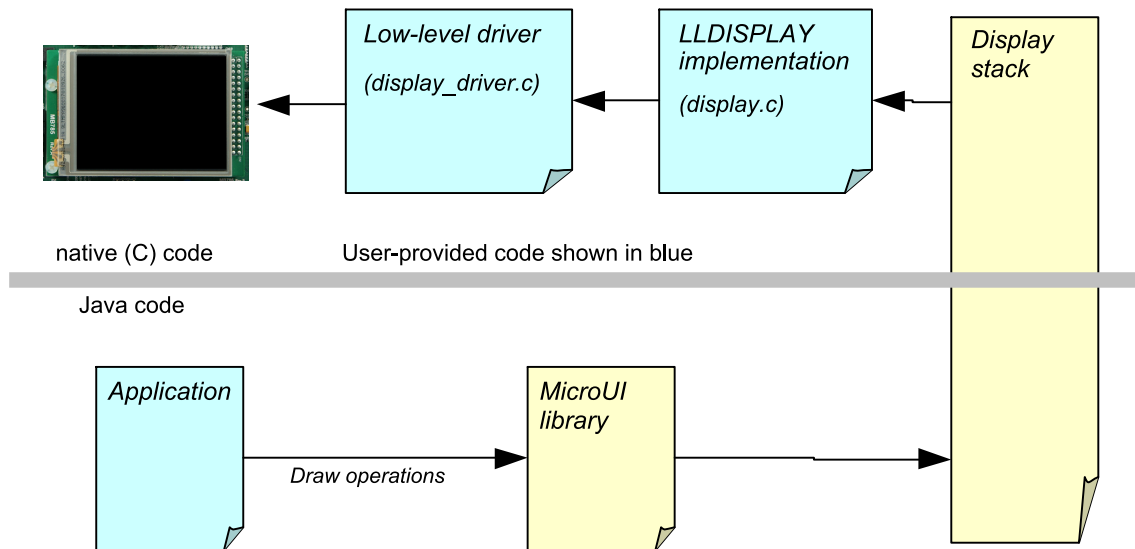 Low-level driver
(display_driver.c)
LLDISPLAY
implementation
(display.c)
Display
stack
MB785
native (C) code
User-provided code shown in blue
Java code
Application
Draw operations
MicroUI
library